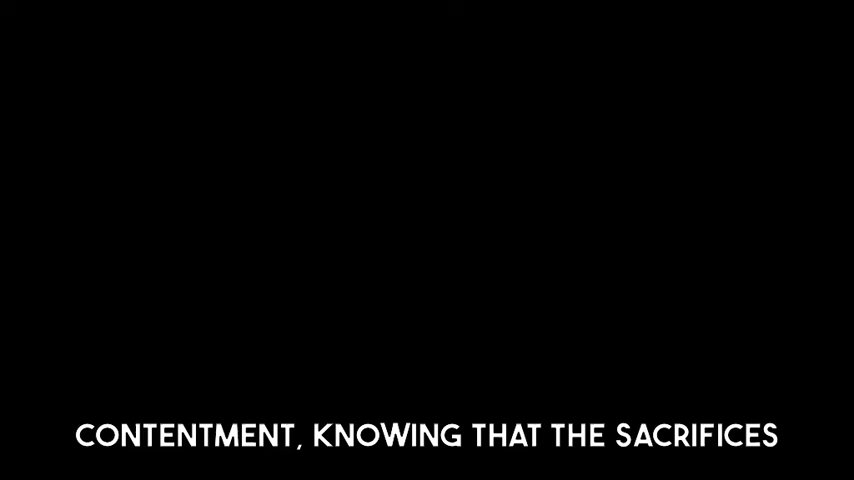 CONTENTMENT, KNOWING THAT THE SACRIFICES